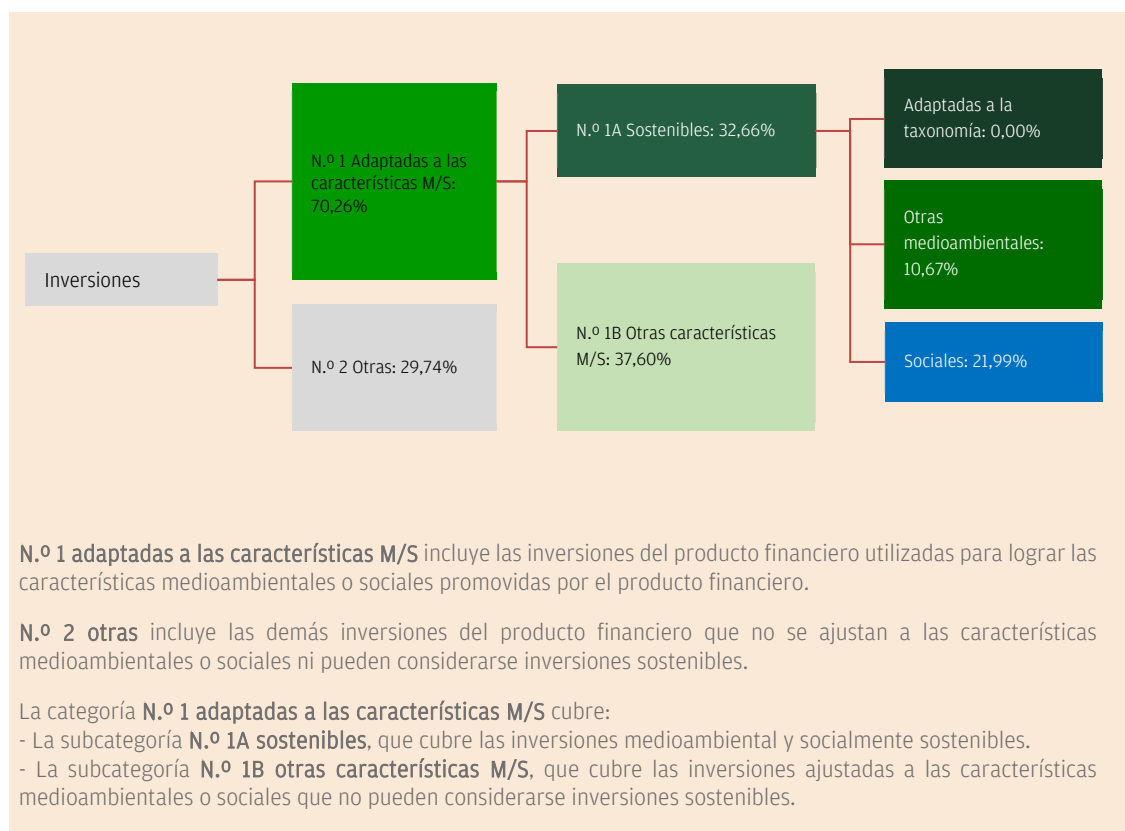 Inversiones
N.º 1 Adaptadas a las
características M/S:
70,26%
N.º 2 Otras: 29,74%
N.º 1A Sostenibles: 32,66%
N.º 1B Otras características
M/S: 37,60%
Adaptadas a la
taxonomía: 0,00%
Otras
medioambientales:
10,67%
Sociales: 21,99%
N.º 1 adaptadas a las características M/S incluye las inversiones del producto financiero utilizadas para lograr las
características medioambientales o sociales promovidas por el producto financiero.
N.º 2 otras incluye las demás inversiones del producto financiero que no se ajustan a las características
medioambientales o sociales ni pueden considerarse inversiones sostenibles.
La categoría N.º 1 adaptadas a las características M/S cubre:
- La subcategoría N.º 1A sostenibles, que cubre las inversiones medioambiental y socialmente sostenibles.
- La subcategoría N.º 1B otras características M/S, que cubre las inversiones ajustadas a las características
medioambientales o sociales que no pueden considerarse inversiones sostenibles.